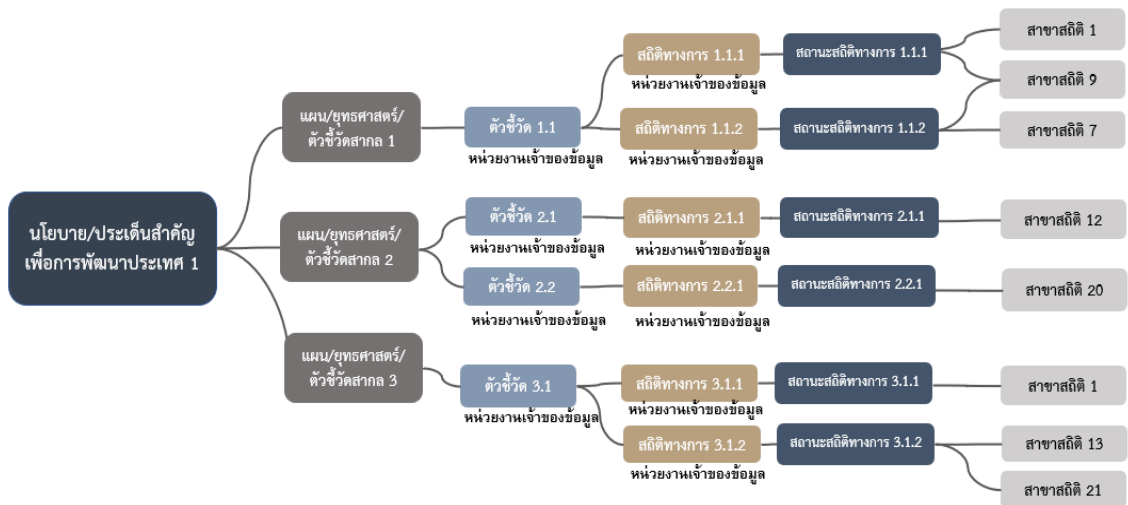 นโยบาย/ประเด็นสำคัญ
เพื่อการพัฒนาประเทศ 1
แผน/ยุทธศาสตร์/
ตัวชี้วัดสากล 1
ตัวชี้วัด 1.1
หน่วยงานเจ้าของข้อมูล
สถิติทางการ 1.1.1
หน่วยงานเจ้าของข้อมูล
สถานะสถิติทางการ 1.1.1
สาขาสถิติ 1
สาขาสถิติ 9
สถิติทางการ 1.1.2
หน่วยงานเจ้าของข้อมูล
สถานะสถิติทางการ 1.1.2
สาขาสถิติ 7
แผน/ยุทธศาสตร์/
ตัวชี้วัดสากล 2
ตัวชี้วัด 2.1
หน่วยงานเจ้าของข้อมูล
สถิติทางการ 2.1.1
หน่วยงานเจ้าของข้อมูล
สถานะสถิติทางการ 2.1.1
สาขาสถิติ 12
ตัวชี้วัด 2.2
หน่วยงานเจ้าของข้อมูล
สถิติทางการ 2.2.1
หน่วยงานเจ้าของข้อมูล
สถานะสถิติทางการ 2.2.1
สาขาสถิติ 20
แผน/ยุทธศาสตร์/
ตัวชี้วัดสากล 3
ตัวชี้วัด 3.1
หน่วยงานเจ้าของข้อมูล
สถิติทางการ 3.1.1
หน่วยงานเจ้าของข้อมูล
สถานะสถิติทางการ 3.1.1
สาขาสถิติ 1
สถิติทางการ 3.1.2
หน่วยงานเจ้าของข้อมูล
สถานะสถิติทางการ 3.1.2
สาขาสถิติ 13
สาขาสถิติ 21